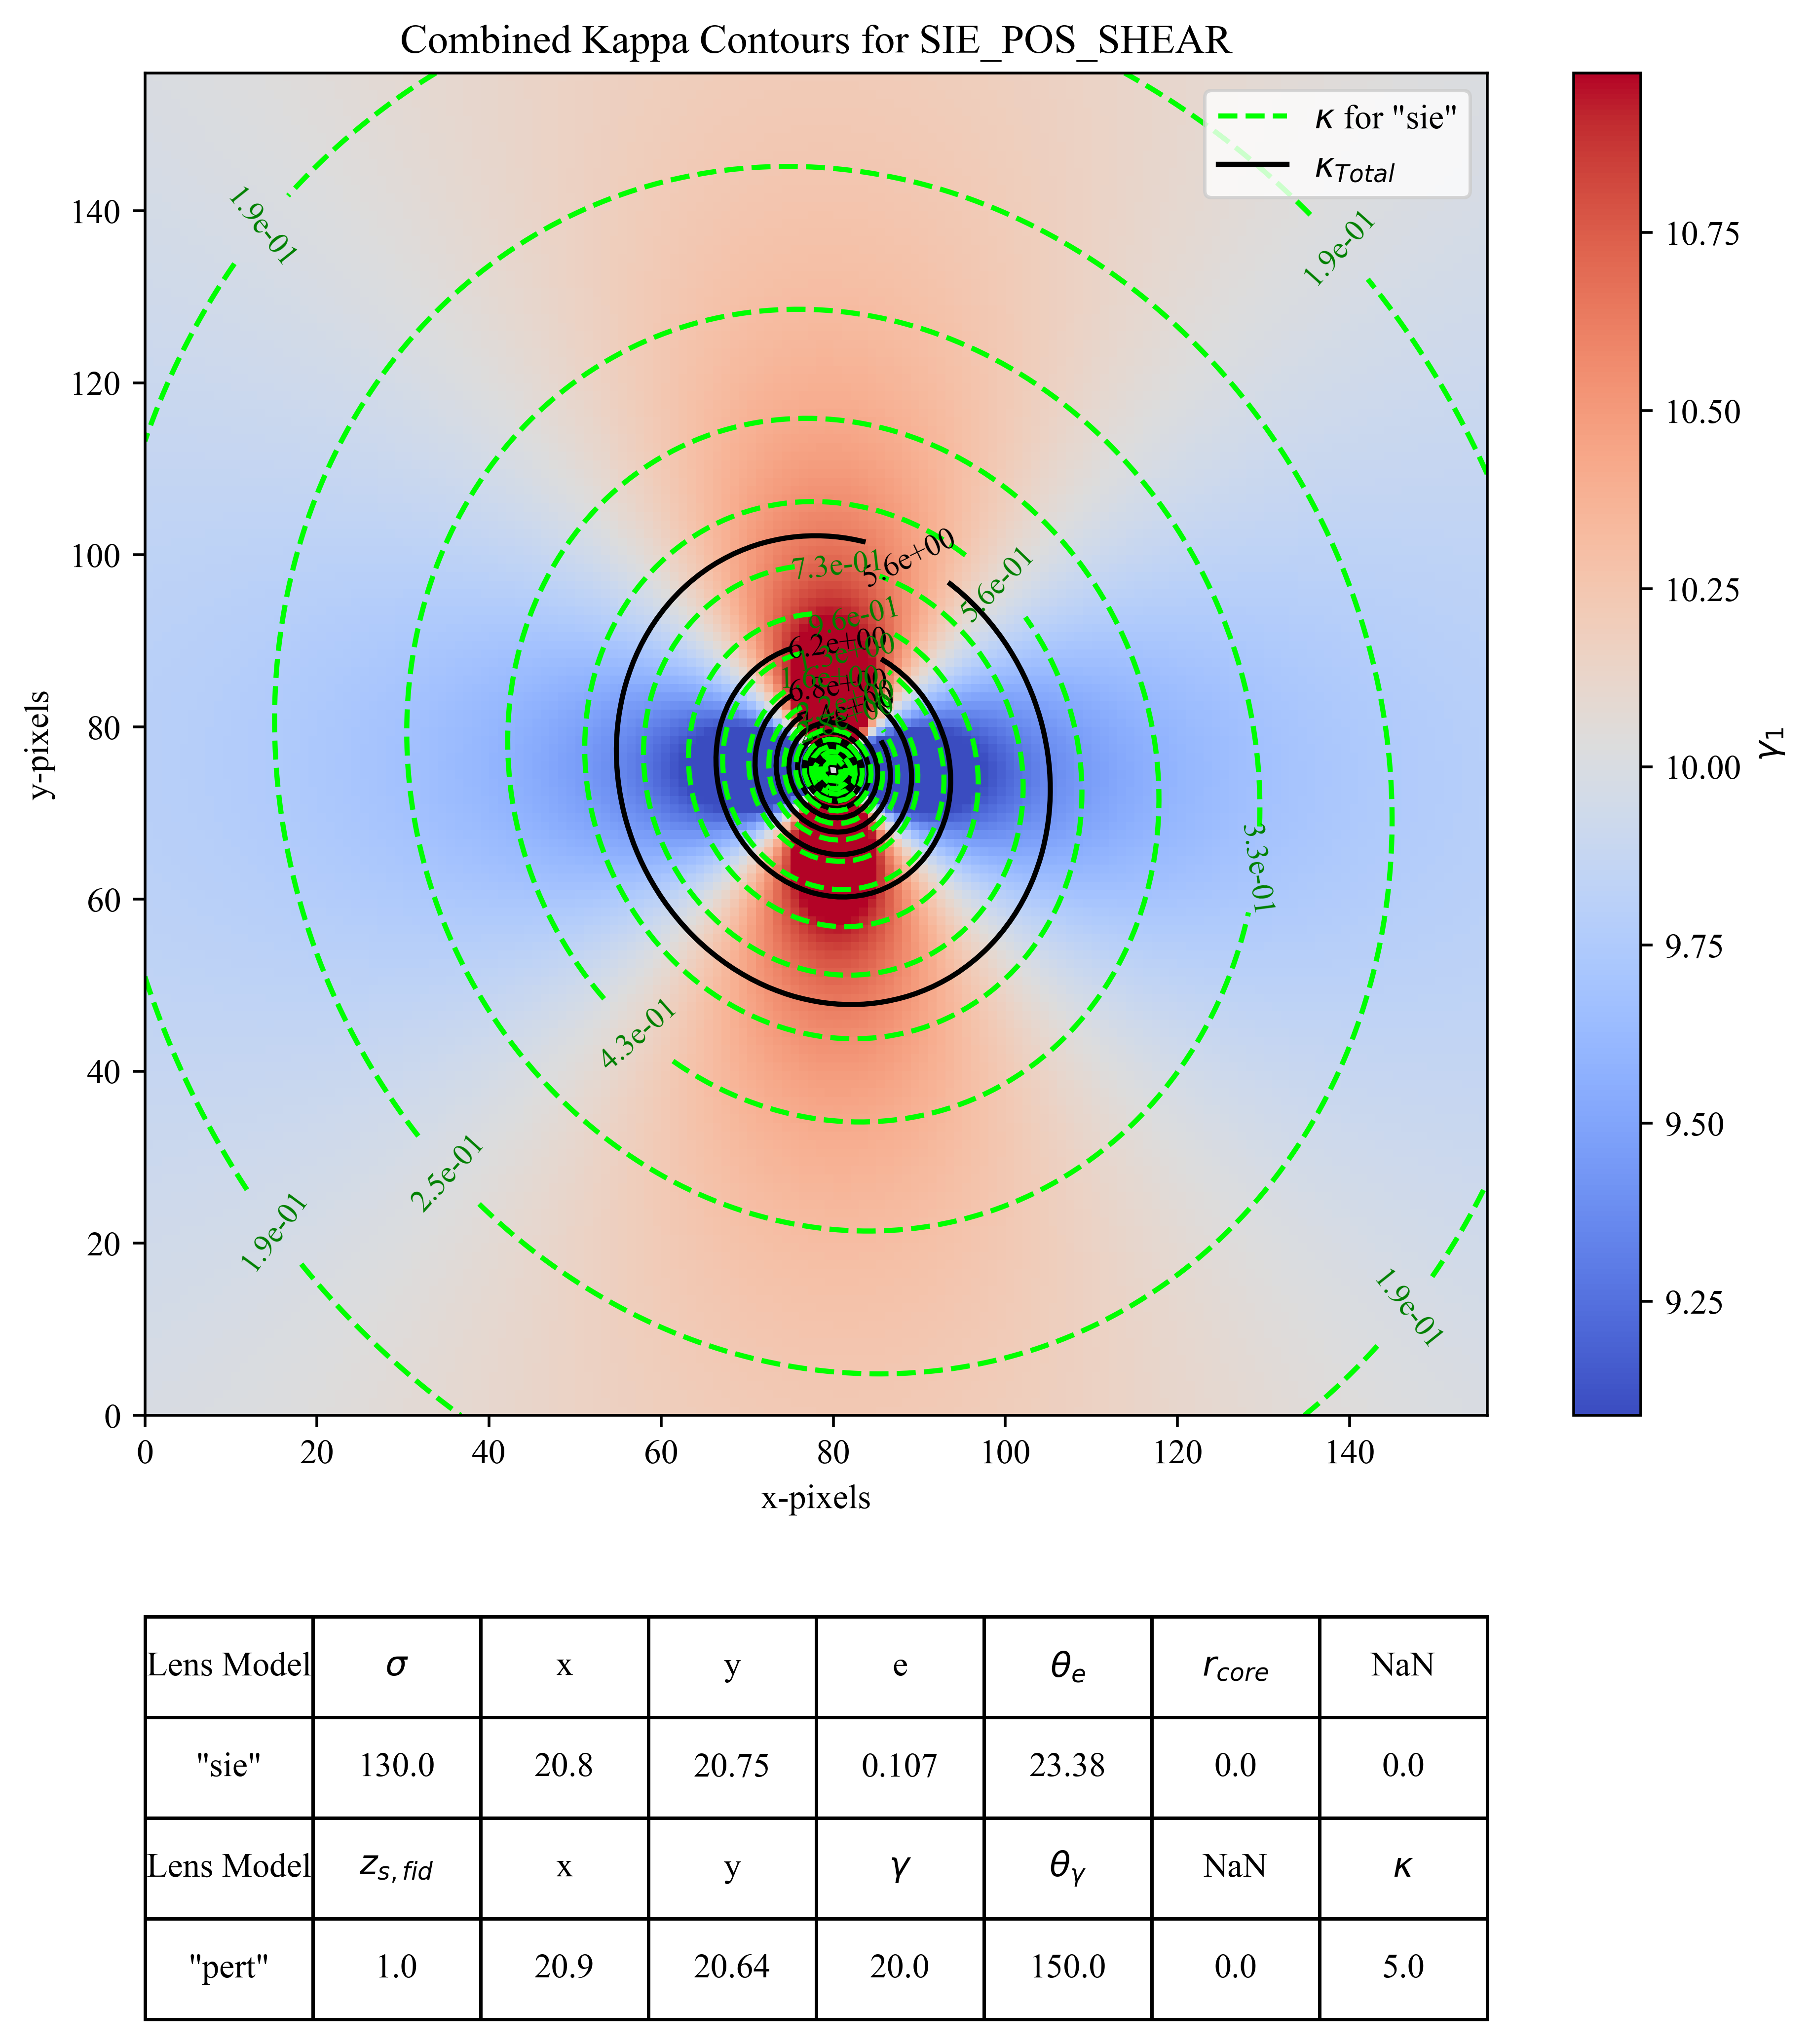 Combined Kappa Contours for SIE_POS_SHEAR
κ for "sie"
κ_Total
y-pixels
140
120
100
80
60
40
20
0
0 20 40 60 80 100 120 140
x-pixels
1.9e-01
1.9e-01
5.6e+00
7.3e-01
5.6e-01
9.6e-01
6.2e+00
6.8e+00
3.3e-01
4.3e-01
2.5e-01
1.9e-01
1.9e-01
10.75
10.50
10.25
10.00
9.75
9.50
9.25
γ₁
Lens Model σ x y e θ_e r_core NaN
"sie" 130.0 20.8 20.75 0.107 23.38 0.0 0.0
Lens Model z_s,fid x y γ θ_γ NaN κ
"pert" 1.0 20.9 20.64 20.0 150.0 0.0 5.0